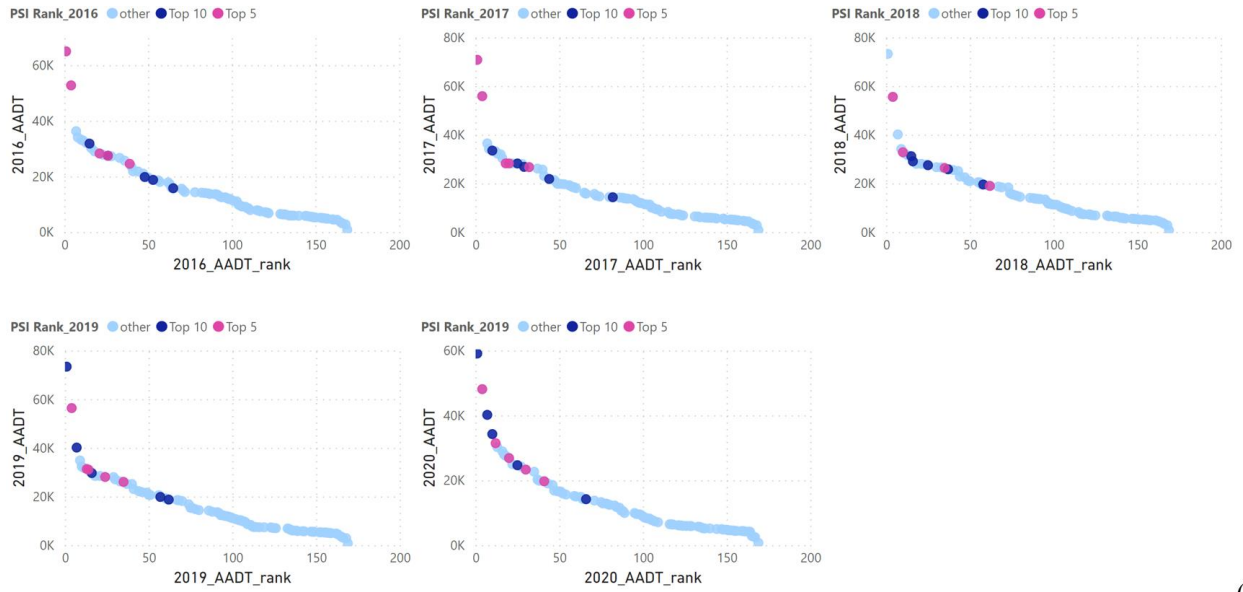 PSI Rank_2016 other Top 10 Top 5
60K
40K
20K
0K
2016_AADT
0 50 100 150 200
2016_AADT_rank
PSI Rank_2017 other Top 10 Top 5
80K
60K
40K
20K
0K
2017_AADT
0 50 100 150 200
2017_AADT_rank
PSI Rank_2018 other Top 10 Top 5
80K
60K
40K
20K
0K
2018_AADT
0 50 100 150 200
2018_AADT_rank
PSI Rank_2019 other Top 10 Top 5
80K
60K
40K
20K
0K
2019_AADT
0 50 100 150 200
2019_AADT_rank
PSI Rank_2019 other Top 10 Top 5
60K
40K
20K
0K
2020_AADT
0 50 100 150 200
2020_AADT_rank